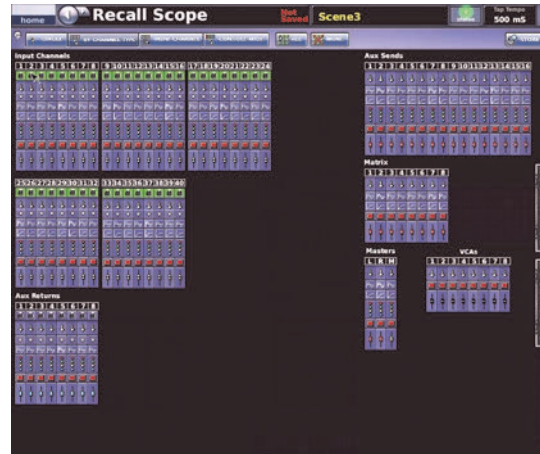 home
Recall Scope
Not Saved
Scene3
Tap Tempo
500 mS
Input Channels
1 2 3 4 5 6 7 8
9 10 11 12 13 14 15 16
17 18 19 20 21 22 23 24
Aux Sends
1 2 3 4 5 6 7 8 9 10 11 12 13 14 15 16
Matrix
1 2 3 4 5 6 7 8
25 26 27 28 29 30 31 32
33 34 35 36 37 38 39 40
Masters
L R M
VCAs
1 2 3 4 5 6 7 8
Aux Returns
1 2 3 4 5 6 7 8